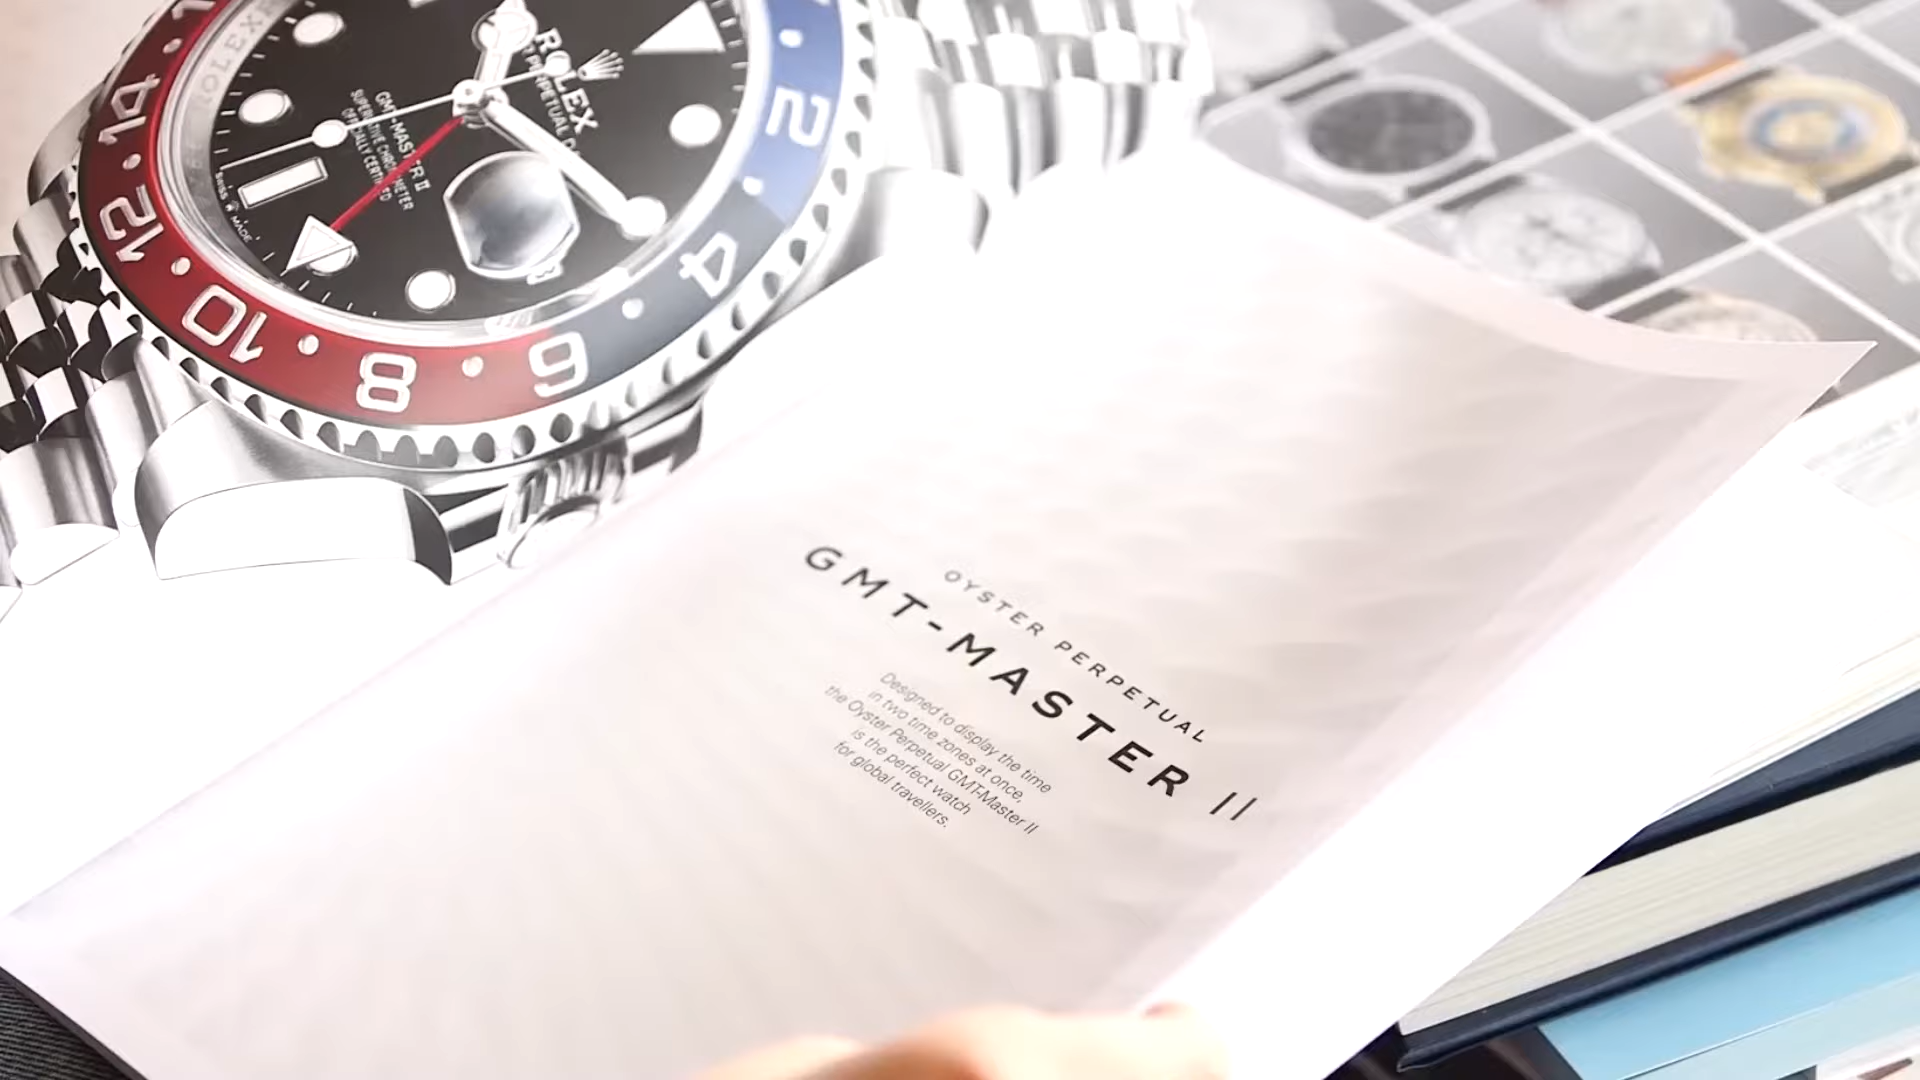 ROLEX
GMT-MASTER II
SUPERLATIVE CHRONOMETER
OFFICIALLY CERTIFIED
SWISS MADE
ROLEX
2
4
6
8
10
12
14
OYSTER PERPETUAL
GMT-MASTER II
Designed to display the time
in two time zones at once,
the Oyster Perpetual GMT-Master II
is the perfect watch
for global travellers.